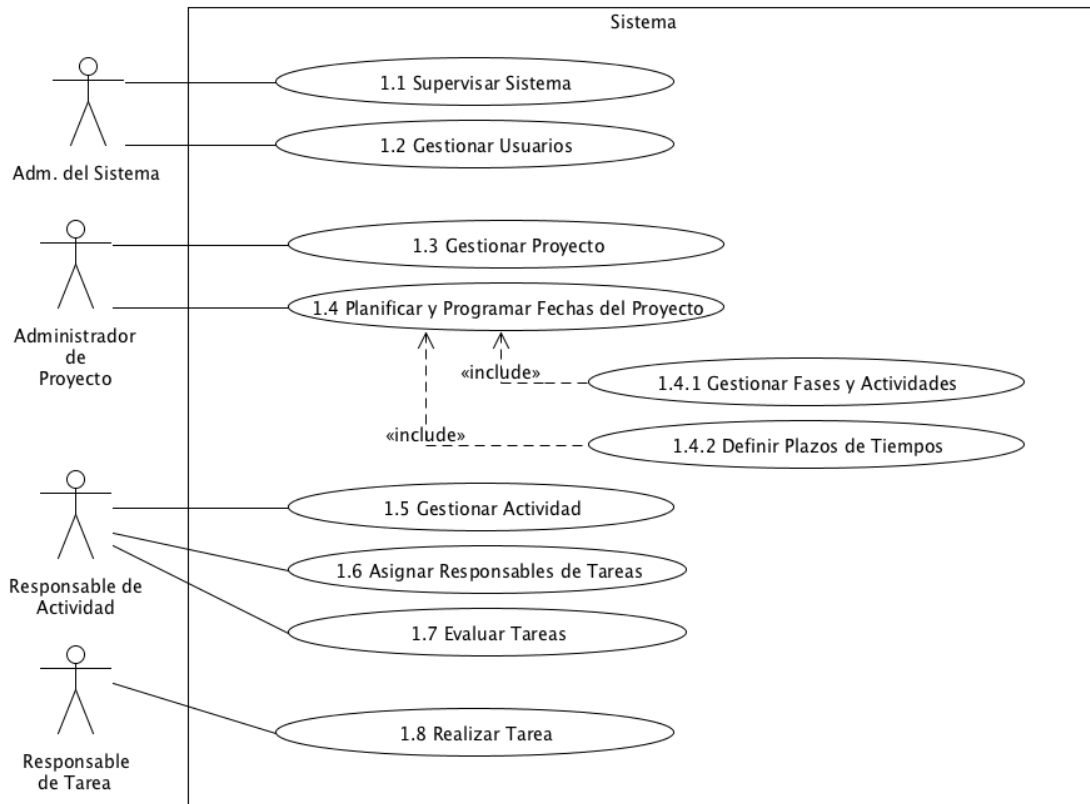 Sistema
1.1 Supervisar Sistema
1.2 Gestionar Usuarios
Adm. del Sistema
1.3 Gestionar Proyecto
1.4 Planificar y Programar Fechas del Proyecto
Administrador
de
Proyecto
«include»
1.4.1 Gestionar Fases y Actividades
«include»
1.4.2 Definir Plazos de Tiempos
1.5 Gestionar Actividad
1.6 Asignar Responsables de Tareas
Responsable de
Actividad
1.7 Evaluar Tareas
1.8 Realizar Tarea
Responsable
de Tarea